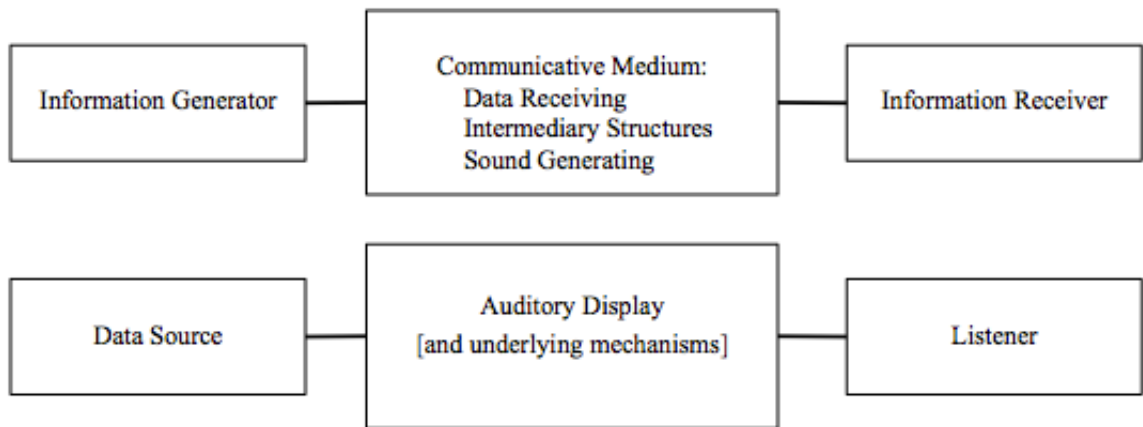 Information Generator
Communicative Medium:
Data Receiving
Intermediary Structures
Sound Generating
Information Receiver
Data Source
Auditory Display
[and underlying mechanisms]
Listener